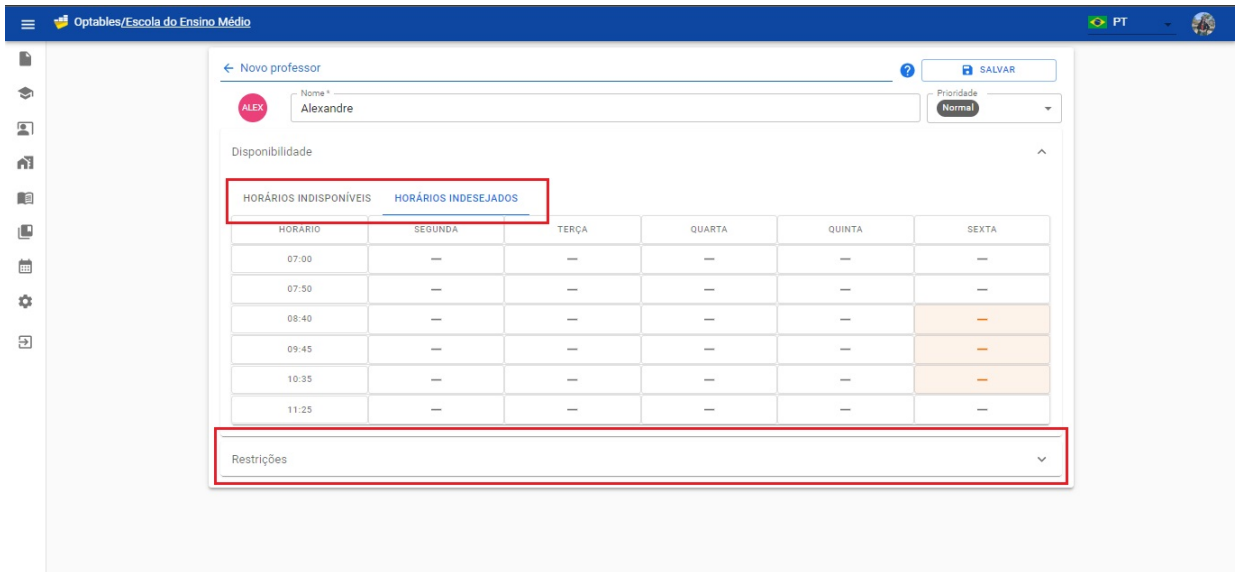 Optables/Escola do Ensino Médio PT
Novo professor ? SALVAR
ALEX
Nome *
Alexandre
Prioridade
Normal
Disponibilidade
HORÁRIOS INDISPONÍVEIS HORÁRIOS INDESEJADOS
HORÁRIO SEGUNDA TERÇA QUARTA QUINTA SEXTA
07:00 — — — — —
07:50 — — — — —
08:40 — — — — —
09:45 — — — — —
10:35 — — — — —
11:25 — — — — —
Restrições